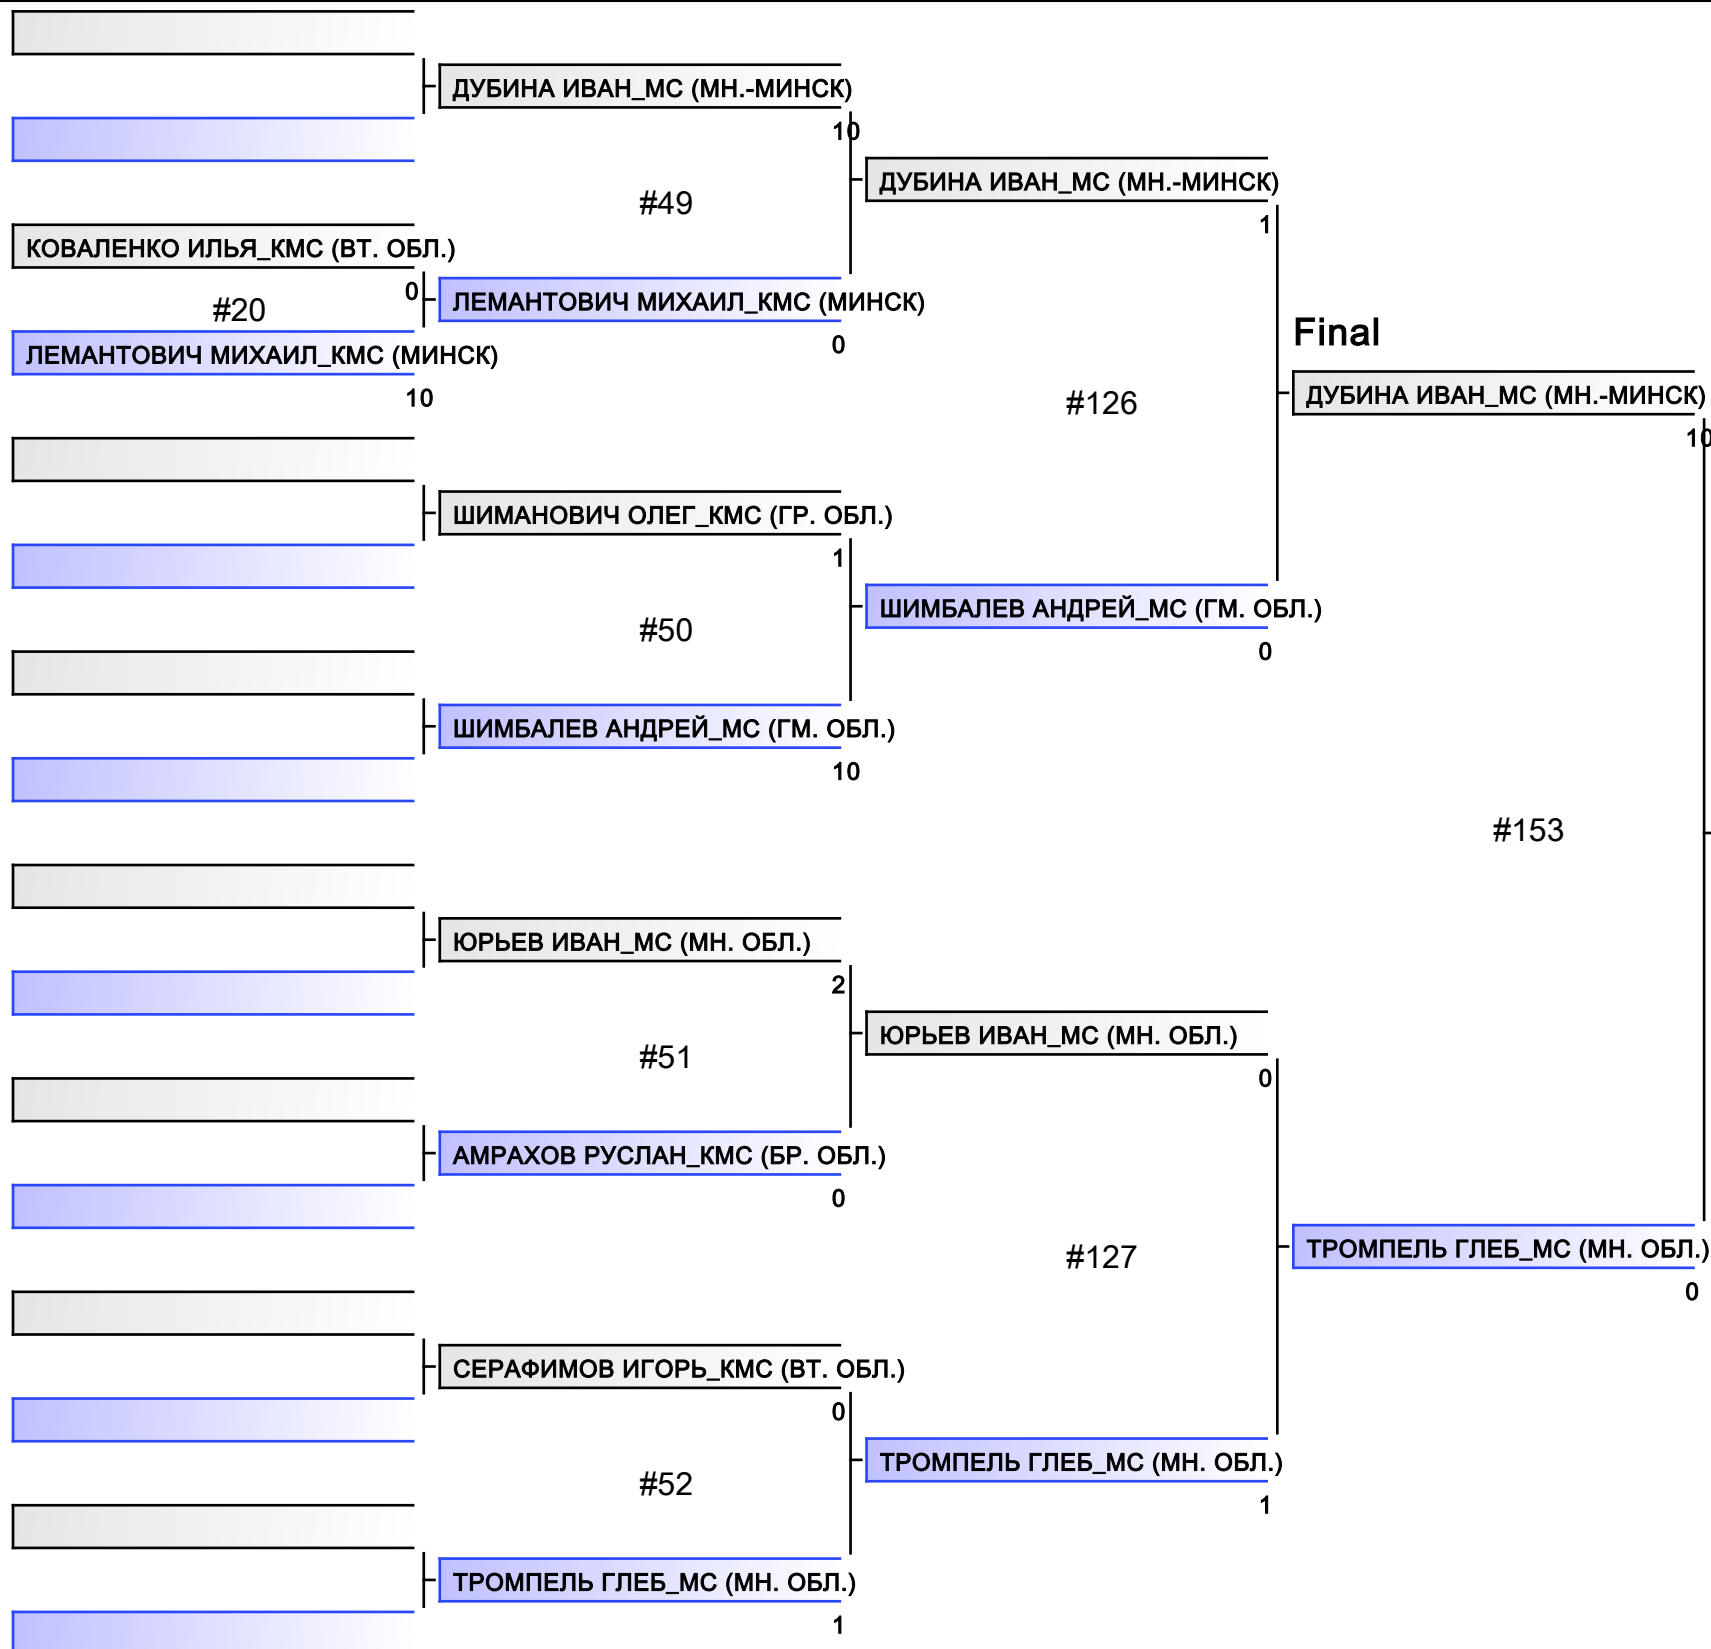 ДУБИНА ИВАН_МС (МН.-МИНСК)
10
ДУБИНА ИВАН_МС (МН.-МИНСК)
#49
1
КОВАЛЕНКО ИЛЬЯ_КМС (ВТ. ОБЛ.)
0
ЛЕМАНТОВИЧ МИХАИЛ_КМС (МИНСК)
#20
Final
0
ЛЕМАНТОВИЧ МИХАИЛ_КМС (МИНСК)
10
ДУБИНА ИВАН_МС (МН.-МИНСК)
#126
10
ШИМАНОВИЧ ОЛЕГ_КМС (ГР. ОБЛ.)
1
ШИМБАЛЕВ АНДРЕЙ_МС (ГМ. ОБЛ.)
#50
0
ШИМБАЛЕВ АНДРЕЙ_МС (ГМ. ОБЛ.)
10
#153
ЮРЬЕВ ИВАН_МС (МН. ОБЛ.)
2
ЮРЬЕВ ИВАН_МС (МН. ОБЛ.)
#51
0
АМРАХОВ РУСЛАН_КМС (БР. ОБЛ.)
0
#127
ТРОМПЕЛЬ ГЛЕБ_МС (МН. ОБЛ.)
0
СЕРАФИМОВ ИГОРЬ_КМС (ВТ. ОБЛ.)
0
ТРОМПЕЛЬ ГЛЕБ_МС (МН. ОБЛ.)
#52
1
ТРОМПЕЛЬ ГЛЕБ_МС (МН. ОБЛ.)
1